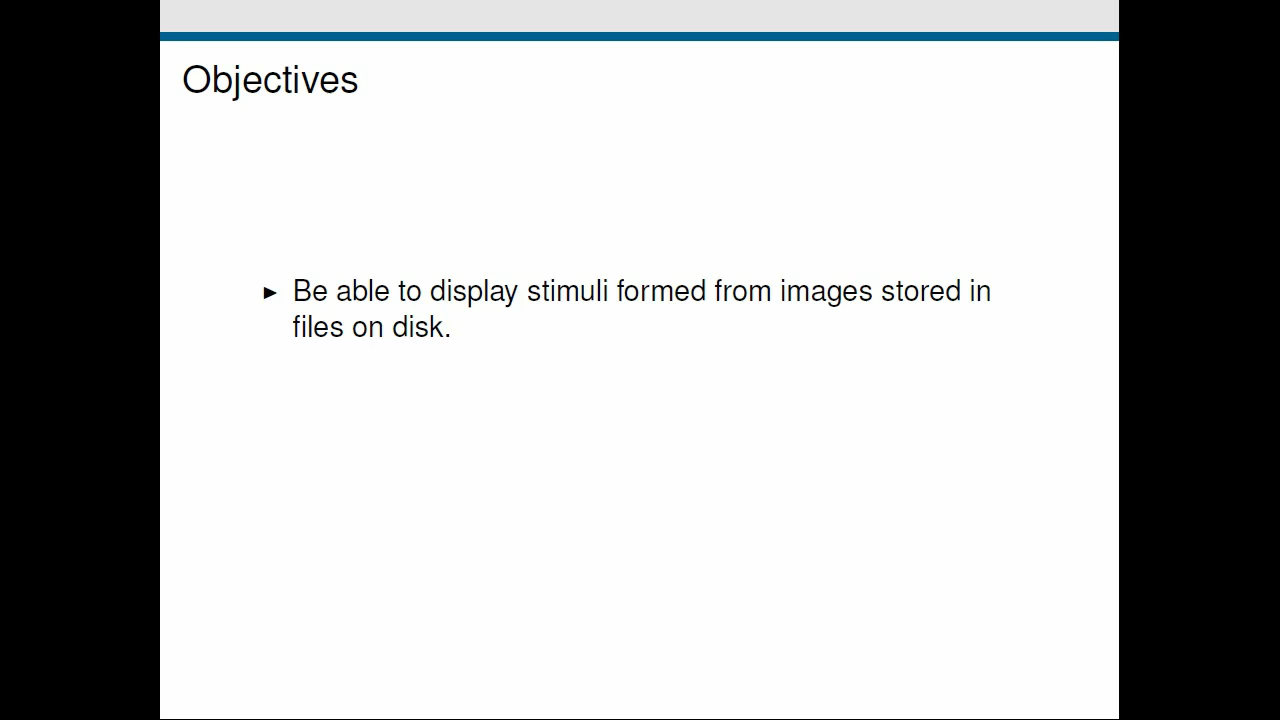 Objectives
► Be able to display stimuli formed from images stored in
files on disk.